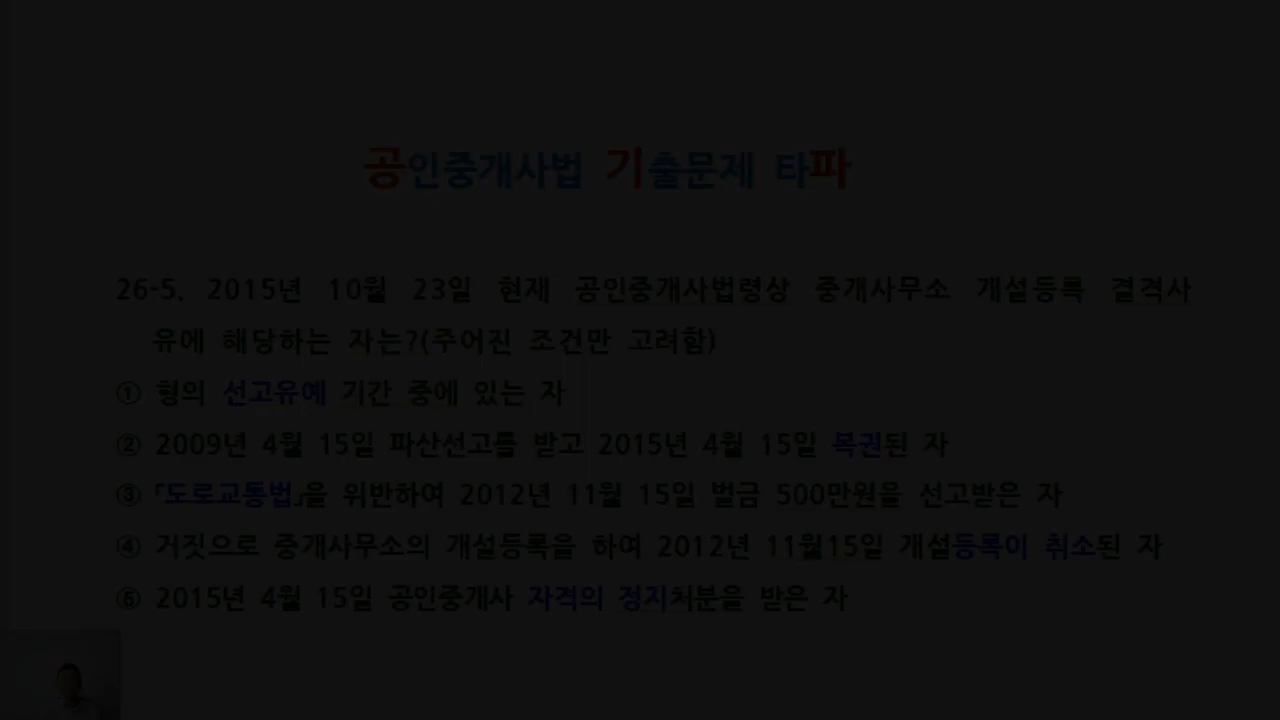 공인중개사법 기출문제 타파
26-5. 2015년 10월 23일 현재 공인중개사법령상 중개사무소 개설등록 결격사
유에 해당하는 자는?(주어진 조건만 고려함)
① 형의 선고유예 기간 중에 있는 자
② 2009년 4월 15일 파산선고를 받고 2015년 4월 15일 복권된 자
③ 「도로교통법」을 위반하여 2012년 11월 15일 벌금 500만원을 선고받은 자
④ 거짓으로 중개사무소의 개설등록을 하여 2012년 11월15일 개설등록이 취소된 자
⑤ 2015년 4월 15일 공인중개사 자격의 정지처분을 받은 자